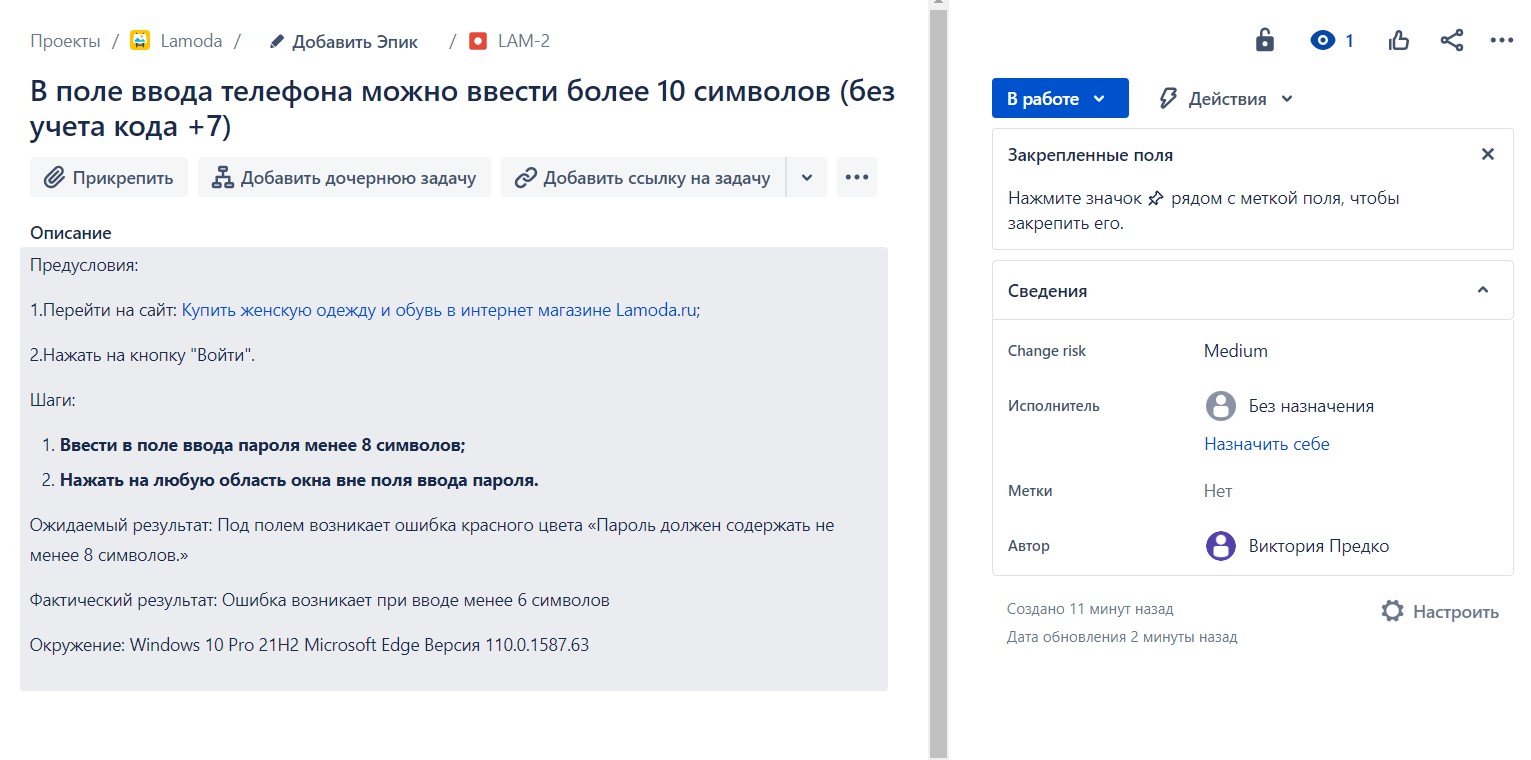 Проекты / Lamoda / Добавить Эпик / LAM-2
В поле ввода телефона можно ввести более 10 символов (без
учета кода +7)
Прикрепить Добавить дочернюю задачу Добавить ссылку на задачу
Описание
Предусловия:
1.Перейти на сайт: Купить женскую одежду и обувь в интернет магазине Lamoda.ru;
2.Нажать на кнопку "Войти".
Шаги:
1. Ввести в поле ввода пароля менее 8 символов;
2. Нажать на любую область окна вне поля ввода пароля.
Ожидаемый результат: Под полем возникает ошибка красного цвета «Пароль должен содержать не
менее 8 символов.»
Фактический результат: Ошибка возникает при вводе менее 6 символов
Окружение: Windows 10 Pro 21H2 Microsoft Edge Версия 110.0.1587.63
1
В работе Действия
Закрепленные поля
Нажмите значок рядом с меткой поля, чтобы
закрепить его.
Сведения
Change risk Medium
Исполнитель Без назначения
Назначить себе
Метки Нет
Автор Виктория Предко
Создано 11 минут назад Настроить
Дата обновления 2 минуты назад